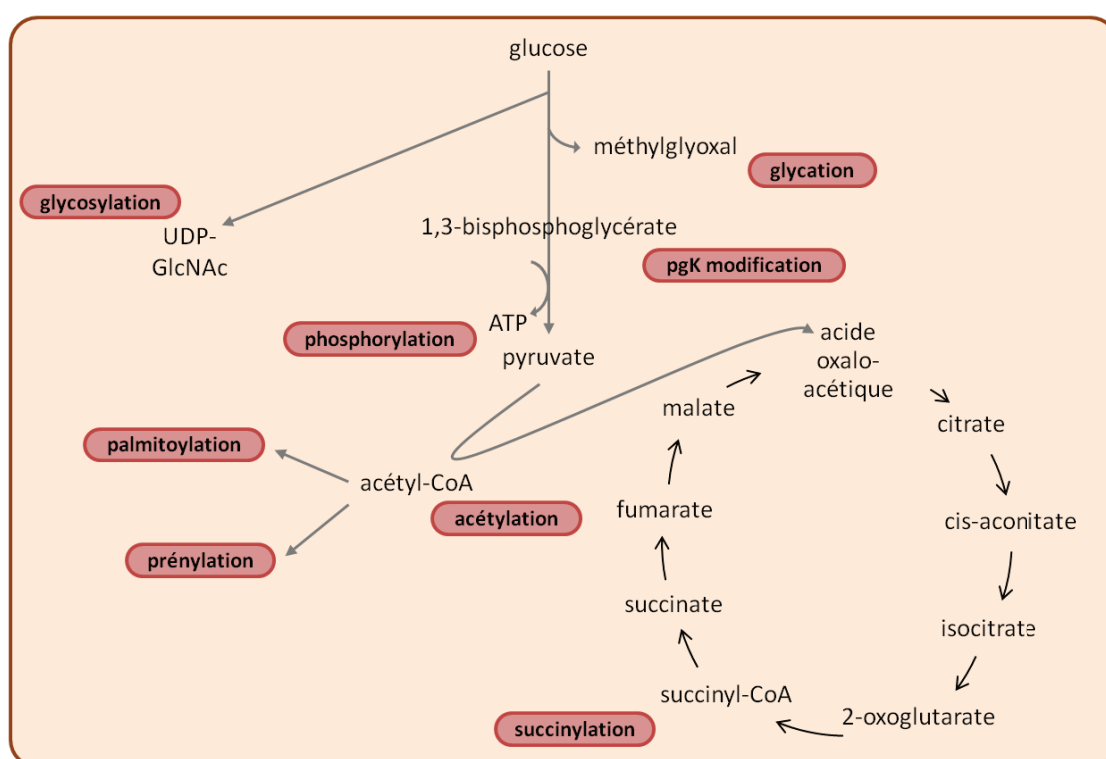 glucose
méthylglyoxal
glycation
glycosylation
UDP-
GlcNAc
1,3-bisphosphoglycérate
pgK modification
ATP
phosphorylation
pyruvate
acide
oxalo-
acétique
malate
citrate
palmitoylation
acétyl-CoA
acétylation
fumarate
cis-aconitate
prénylation
succinate
isocitrate
succinyl-CoA
2-oxoglutarate
succinylation